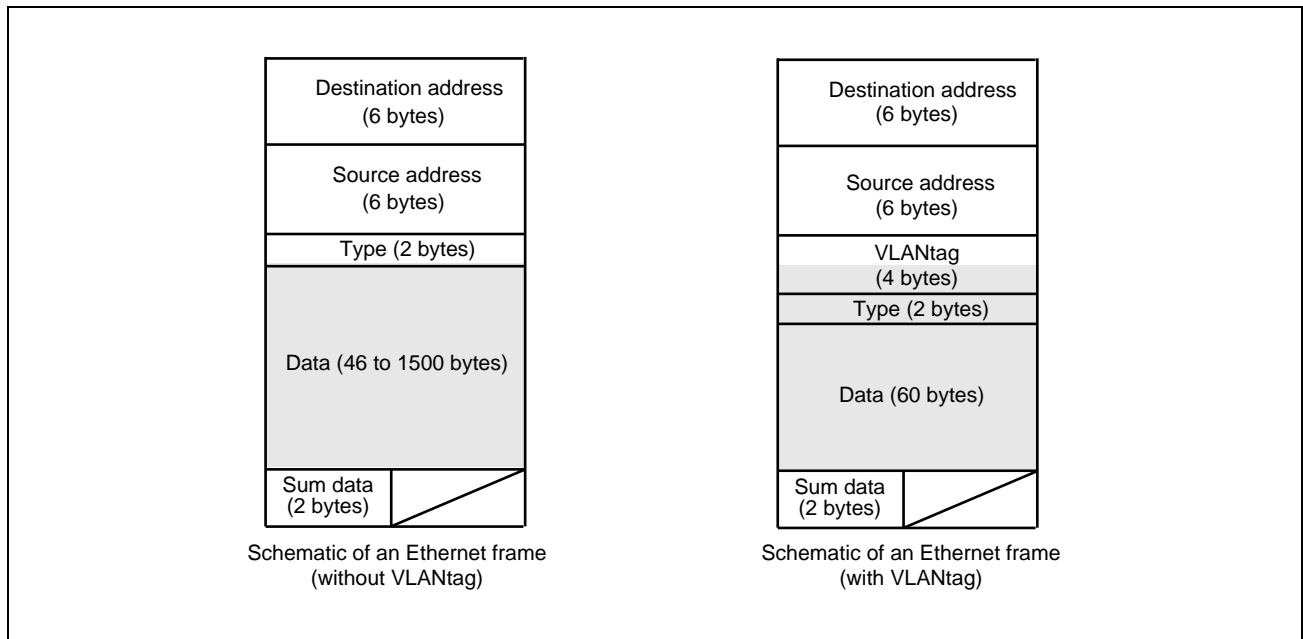 Destination address
(6 bytes)
Source address
(6 bytes)
Type (2 bytes)
Data (46 to 1500 bytes)
Sum data
(2 bytes)
Schematic of an Ethernet frame
(without VLANtag)
Destination address
(6 bytes)
Source address
(6 bytes)
VLANtag
(4 bytes)
Type (2 bytes)
Data (60 bytes)
Sum data
(2 bytes)
Schematic of an Ethernet frame
(with VLANtag)